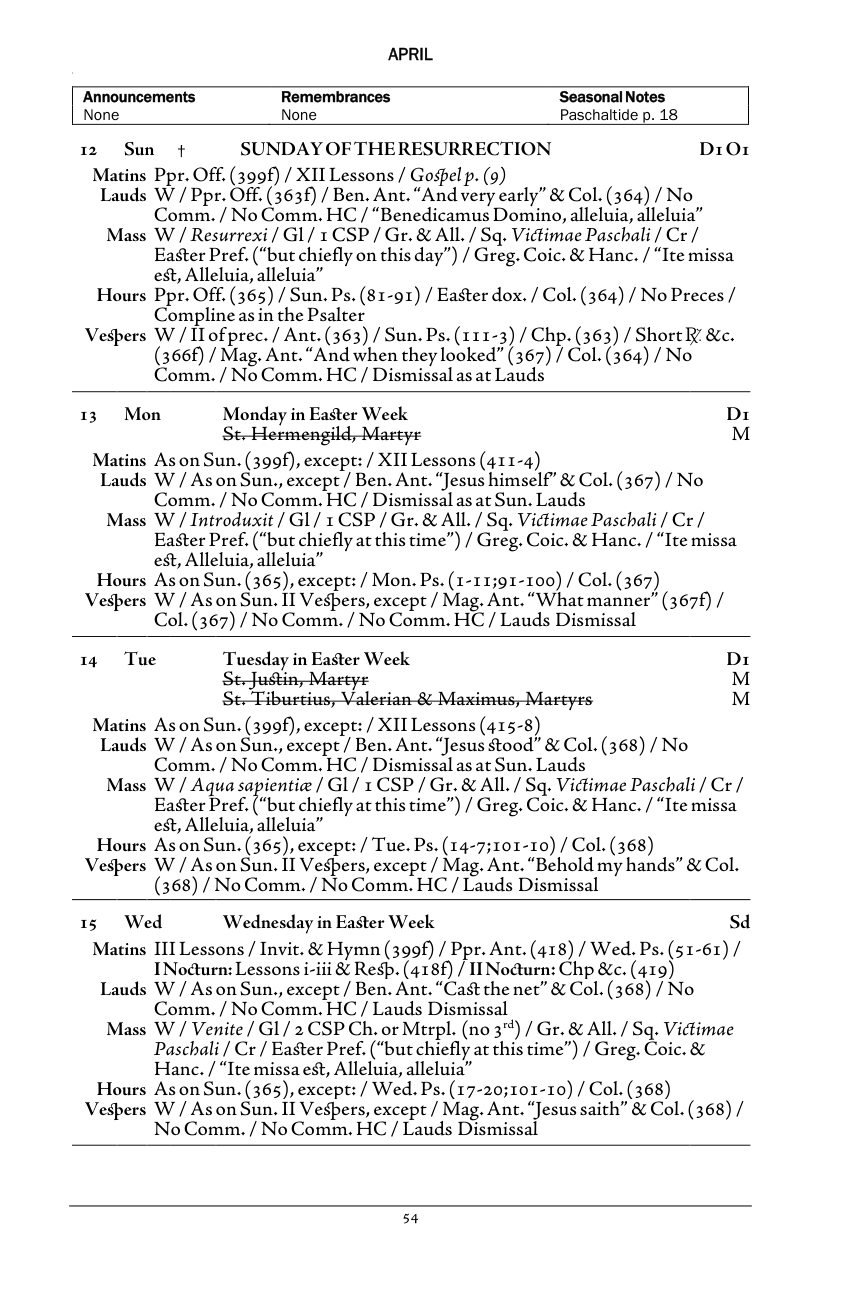 APRIL
Announcements Remembrances Seasonal Notes
None None Paschaltide p. 18
12 Sun † SUNDAY OF THE RESURRECTION D1 O1
Matins Ppr. Off. (399f) / XII Lessons / Gospel p. (9)
Lauds W / Ppr. Off. (363f) / Ben. Ant. “And very early” & Col. (364) / No
Comm. / No Comm. HC / “Benedicamus Domino, alleluia, alleluia”
Mass W / Resurrexi / Gl / 1 CSP / Gr. & All. / Sq. Victimae Paschali / Cr /
Easter Pref. (“but chiefly on this day”) / Greg. Coic. & Hanc. / “Ite missa
est, Alleluia, alleluia”
Hours Ppr. Off. (365) / Sun. Ps. (81-91) / Easter dox. / Col. (364) / No Preces /
Compline as in the Psalter
Vespers W / II of prec. / Ant. (363) / Sun. Ps. (111-3) / Chp. (363) / Short ℟ &c.
(366f) / Mag. Ant. “And when they looked” (367) / Col. (364) / No
Comm. / No Comm. HC / Dismissal as at Lauds
13 Mon Monday in Easter Week D1
St. Hermengild, Martyr M
Matins As on Sun. (399f), except: / XII Lessons (411-4)
Lauds W / As on Sun., except / Ben. Ant. “Jesus himself” & Col. (367) / No
Comm. / No Comm. HC / Dismissal as at Sun. Lauds
Mass W / Introduxit / Gl / 1 CSP / Gr. & All. / Sq. Victimae Paschali / Cr /
Easter Pref. (“but chiefly at this time”) / Greg. Coic. & Hanc. / “Ite missa
est, Alleluia, alleluia”
Hours As on Sun. (365), except: / Mon. Ps. (1-11;91-100) / Col. (367)
Vespers W / As on Sun. II Vespers, except / Mag. Ant. “What manner” (367f) /
Col. (367) / No Comm. / No Comm. HC / Lauds Dismissal
14 Tue Tuesday in Easter Week D1
St. Justin, Martyr M
St. Tiburtius, Valerian & Maximus, Martyrs M
Matins As on Sun. (399f), except: / XII Lessons (415-8)
Lauds W / As on Sun., except / Ben. Ant. “Jesus stood” & Col. (368) / No
Comm. / No Comm. HC / Dismissal as at Sun. Lauds
Mass W / Aqua sapientiæ / Gl / 1 CSP / Gr. & All. / Sq. Victimae Paschali / Cr /
Easter Pref. (“but chiefly at this time”) / Greg. Coic. & Hanc. / “Ite missa
est, Alleluia, alleluia”
Hours As on Sun. (365), except: / Tue. Ps. (14-7;101-10) / Col. (368)
Vespers W / As on Sun. II Vespers, except / Mag. Ant. “Behold my hands” & Col.
(368) / No Comm. / No Comm. HC / Lauds Dismissal
15 Wed Wednesday in Easter Week Sd
Matins III Lessons / Invit. & Hymn (399f) / Ppr. Ant. (418) / Wed. Ps. (51-61) /
I Nocturn: Lessons i-iii & Resp. (418f) / II Nocturn: Chp &c. (419)
Lauds W / As on Sun., except / Ben. Ant. “Cast the net” & Col. (368) / No
Comm. / No Comm. HC / Lauds Dismissal
Mass W / Venite / Gl / 2 CSP Ch. or Mtrpl. (no 3rd) / Gr. & All. / Sq. Victimae
Paschali / Cr / Easter Pref. (“but chiefly at this time”) / Greg. Coic. &
Hanc. / “Ite missa est, Alleluia, alleluia”
Hours As on Sun. (365), except: / Wed. Ps. (17-20;101-10) / Col. (368)
Vespers W / As on Sun. II Vespers, except / Mag. Ant. “Jesus saith” & Col. (368) /
No Comm. / No Comm. HC / Lauds Dismissal
54